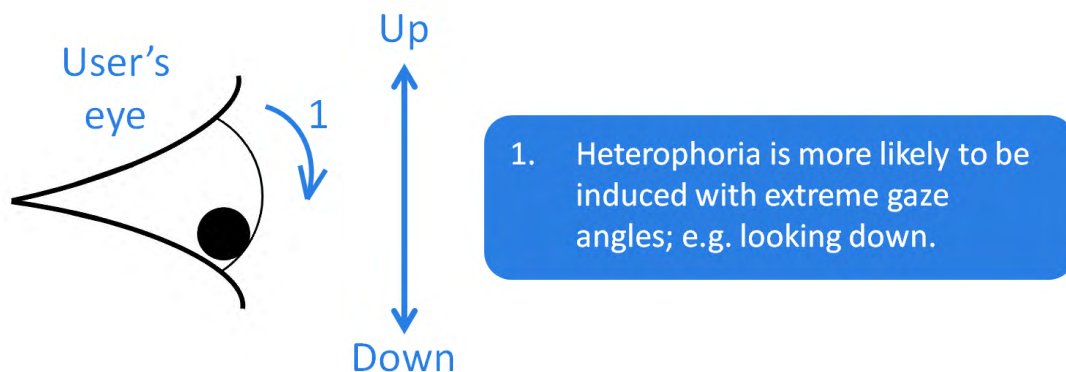 User's
eye
1
Up
Down
1. Heterophoria is more likely to be
induced with extreme gaze
angles; e.g. looking down.